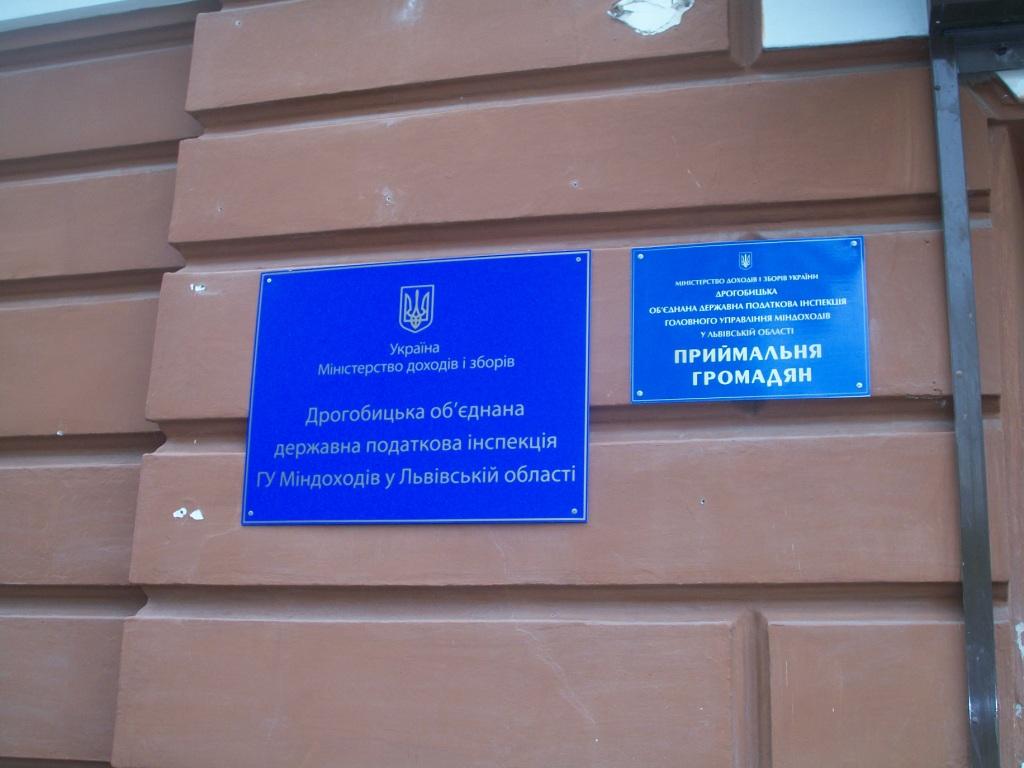 Україна
Міністерство доходів і зборів
Дрогобицька об'єднана
державна податкова інспекція
ГУ Міндоходів у Львівській області
МІНІСТЕРСТВО ДОХОДІВ І ЗБОРІВ УКРАЇНИ
ДРОГОБИЦЬКА
ОБ'ЄДНАНА ДЕРЖАВНА ПОДАТКОВА ІНСПЕКЦІЯ
ГОЛОВНОГО УПРАВЛІННЯ МІНДОХОДІВ
У ЛЬВІВСЬКІЙ ОБЛАСТІ
ПРИЙМАЛЬНЯ
ГРОМАДЯН